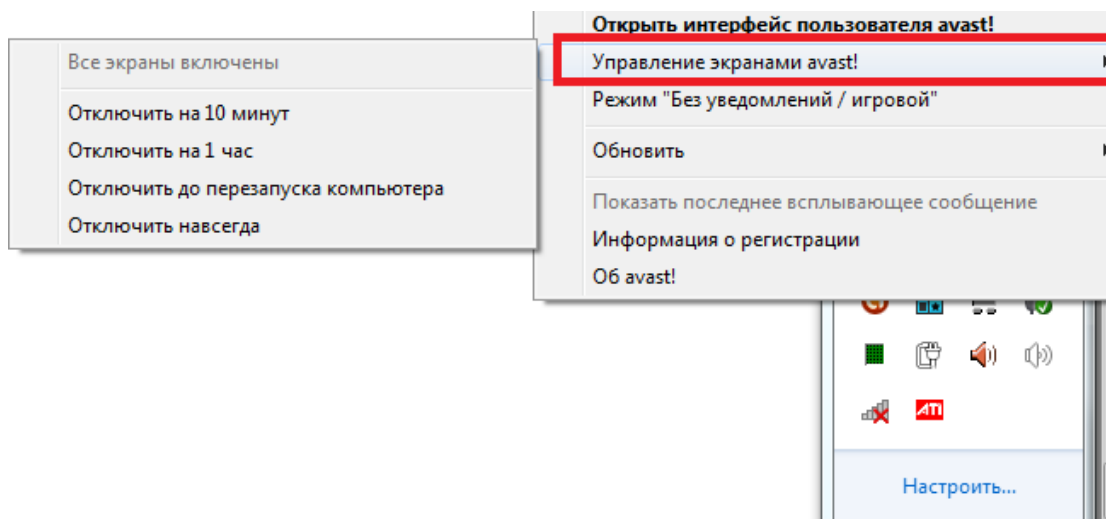 Все экраны включены
Отключить на 10 минут
Отключить на 1 час
Отключить до перезапуска компьютера
Отключить навсегда
Открыть интерфейс пользователя avast!
Управление экранами avast!
Режим "Без уведомлений / игровой"
Обновить
Показать последнее всплывающее сообщение
Информация о регистрации
Об avast!
ATI
Настроить...